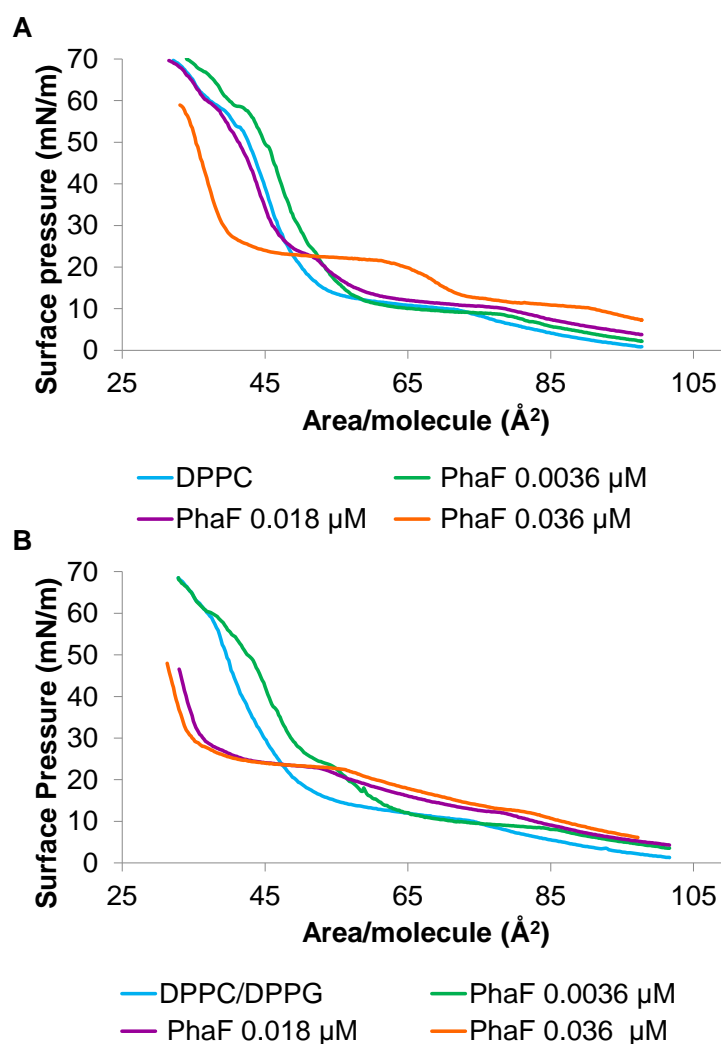 A
Surface pressure (mN/m)
70
60
50
40
30
20
10
0
25 45 65 85 105
Area/molecule (Å²)
DPPC PhaF 0.0036 µM
PhaF 0.018 µM PhaF 0.036 µM
B
Surface Pressure (mN/m)
70
60
50
40
30
20
10
0
25 45 65 85 105
Area/molecule (Å²)
DPPC/DPPG PhaF 0.0036 µM
PhaF 0.018 µM PhaF 0.036 µM